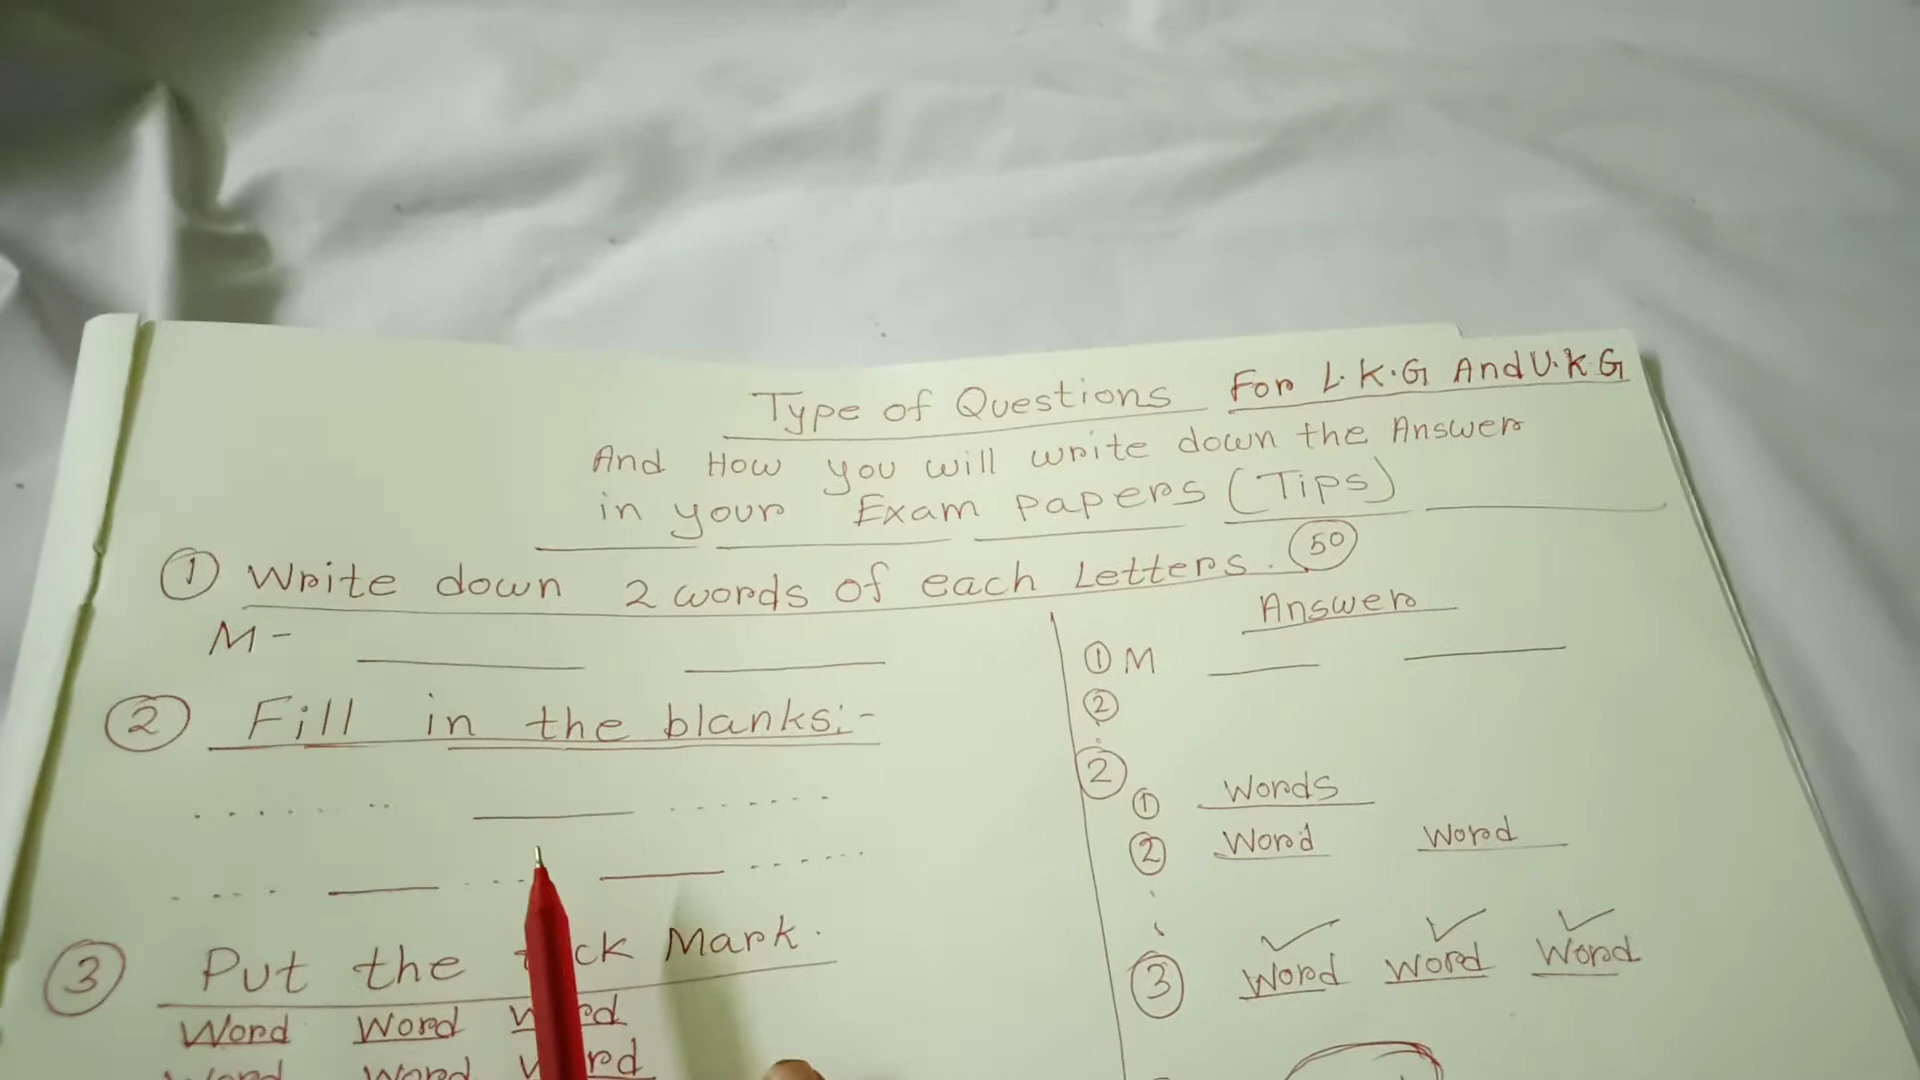 Type of Questions For L.K.G And U.K.G
And How you will write down the Answer
in your Exam papers (Tips)
① Write down 2 words of each Letters. 50
M -
② Fill in the blanks:-
③ Put the Mark.
Word Word
Word Word
Answer
① M
②
②
① Words
② Word Word
③ Word Word Word